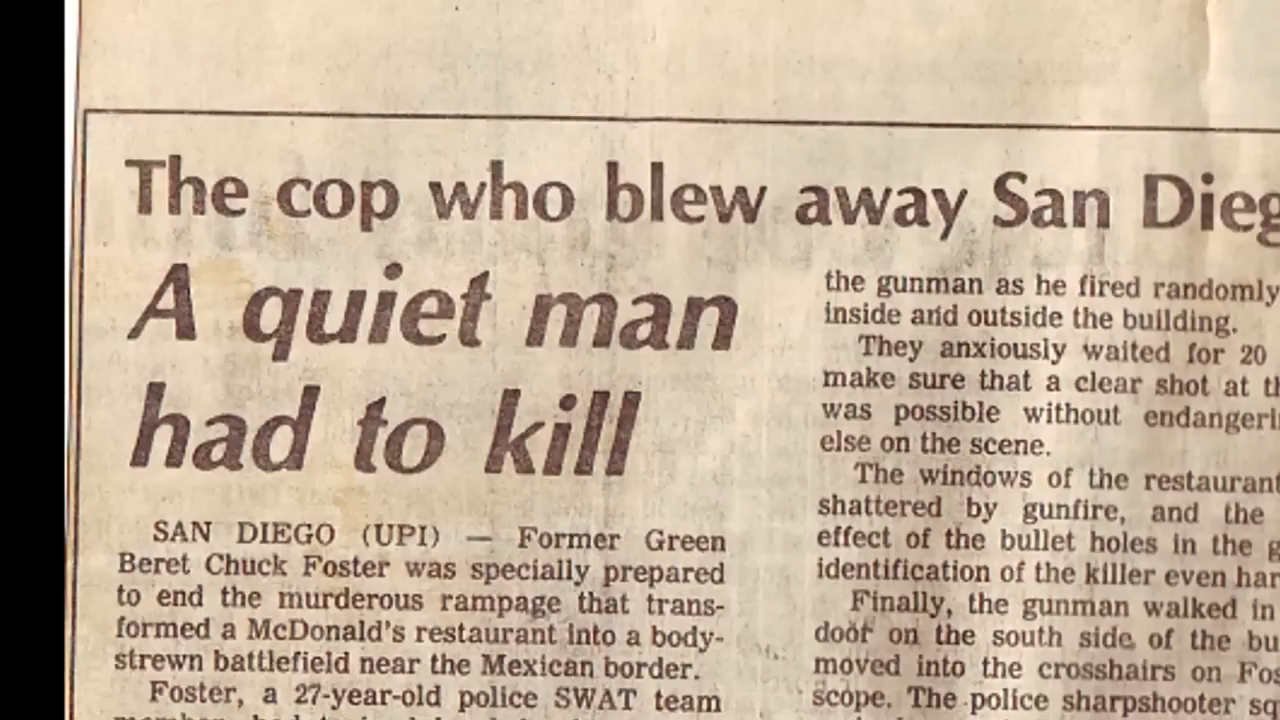 The cop who blew away San Dieg
A quiet man
had to kill
SAN DIEGO (UPI) — Former Green
Beret Chuck Foster was specially prepared
to end the murderous rampage that trans-
formed a McDonald's restaurant into a body-
strewn battlefield near the Mexican border.
Foster, a 27-year-old police SWAT team
the gunman as he fired randomly
inside and outside the building.
They anxiously waited for 20
make sure that a clear shot at th
was possible without endangeri
else on the scene.
The windows of the restaurant
shattered by gunfire, and the
effect of the bullet holes in the g
identification of the killer even har
Finally, the gunman walked in
door on the south side of the bu
moved into the crosshairs on Fos
scope. The police sharpshooter sq